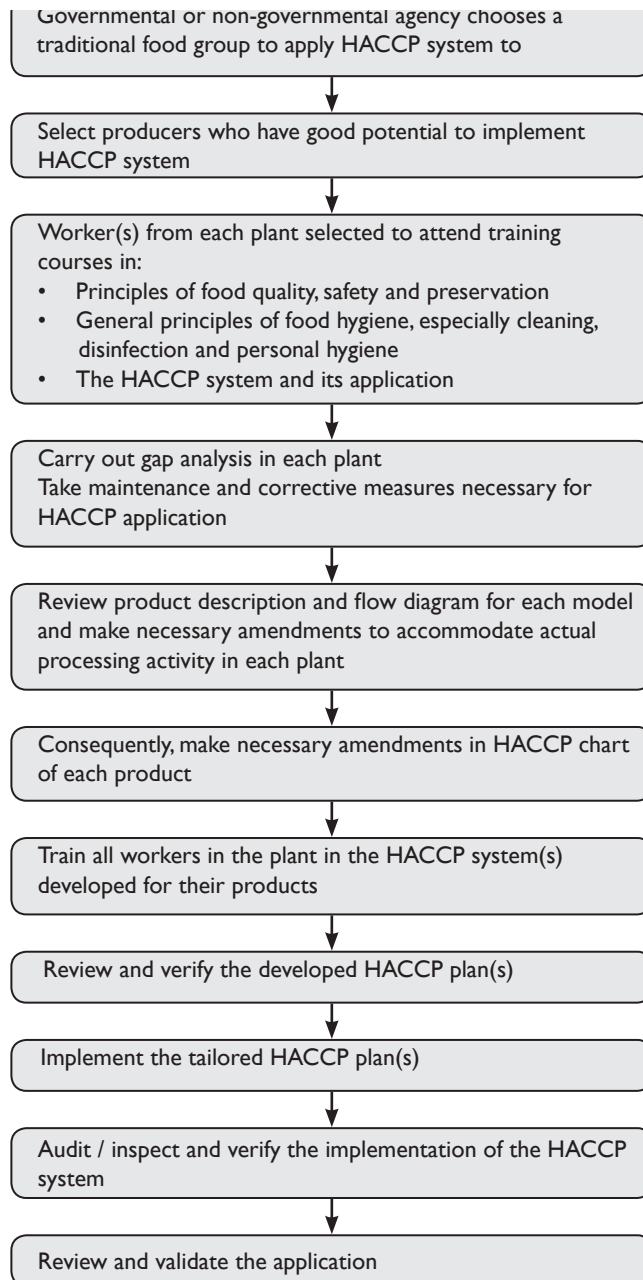 Governmental or non-governmental agency chooses a
traditional food group to apply HACCP system to
Select producers who have good potential to implement
HACCP system
Worker(s) from each plant selected to attend training
courses in:
• Principles of food quality, safety and preservation
• General principles of food hygiene, especially cleaning,
disinfection and personal hygiene
• The HACCP system and its application
Carry out gap analysis in each plant
Take maintenance and corrective measures necessary for
HACCP application
Review product description and flow diagram for each model
and make necessary amendments to accommodate actual
processing activity in each plant
Consequently, make necessary amendments in HACCP chart
of each product
Train all workers in the plant in the HACCP system(s)
developed for their products
Review and verify the developed HACCP plan(s)
Implement the tailored HACCP plan(s)
Audit / inspect and verify the implementation of the HACCP
system
Review and validate the application